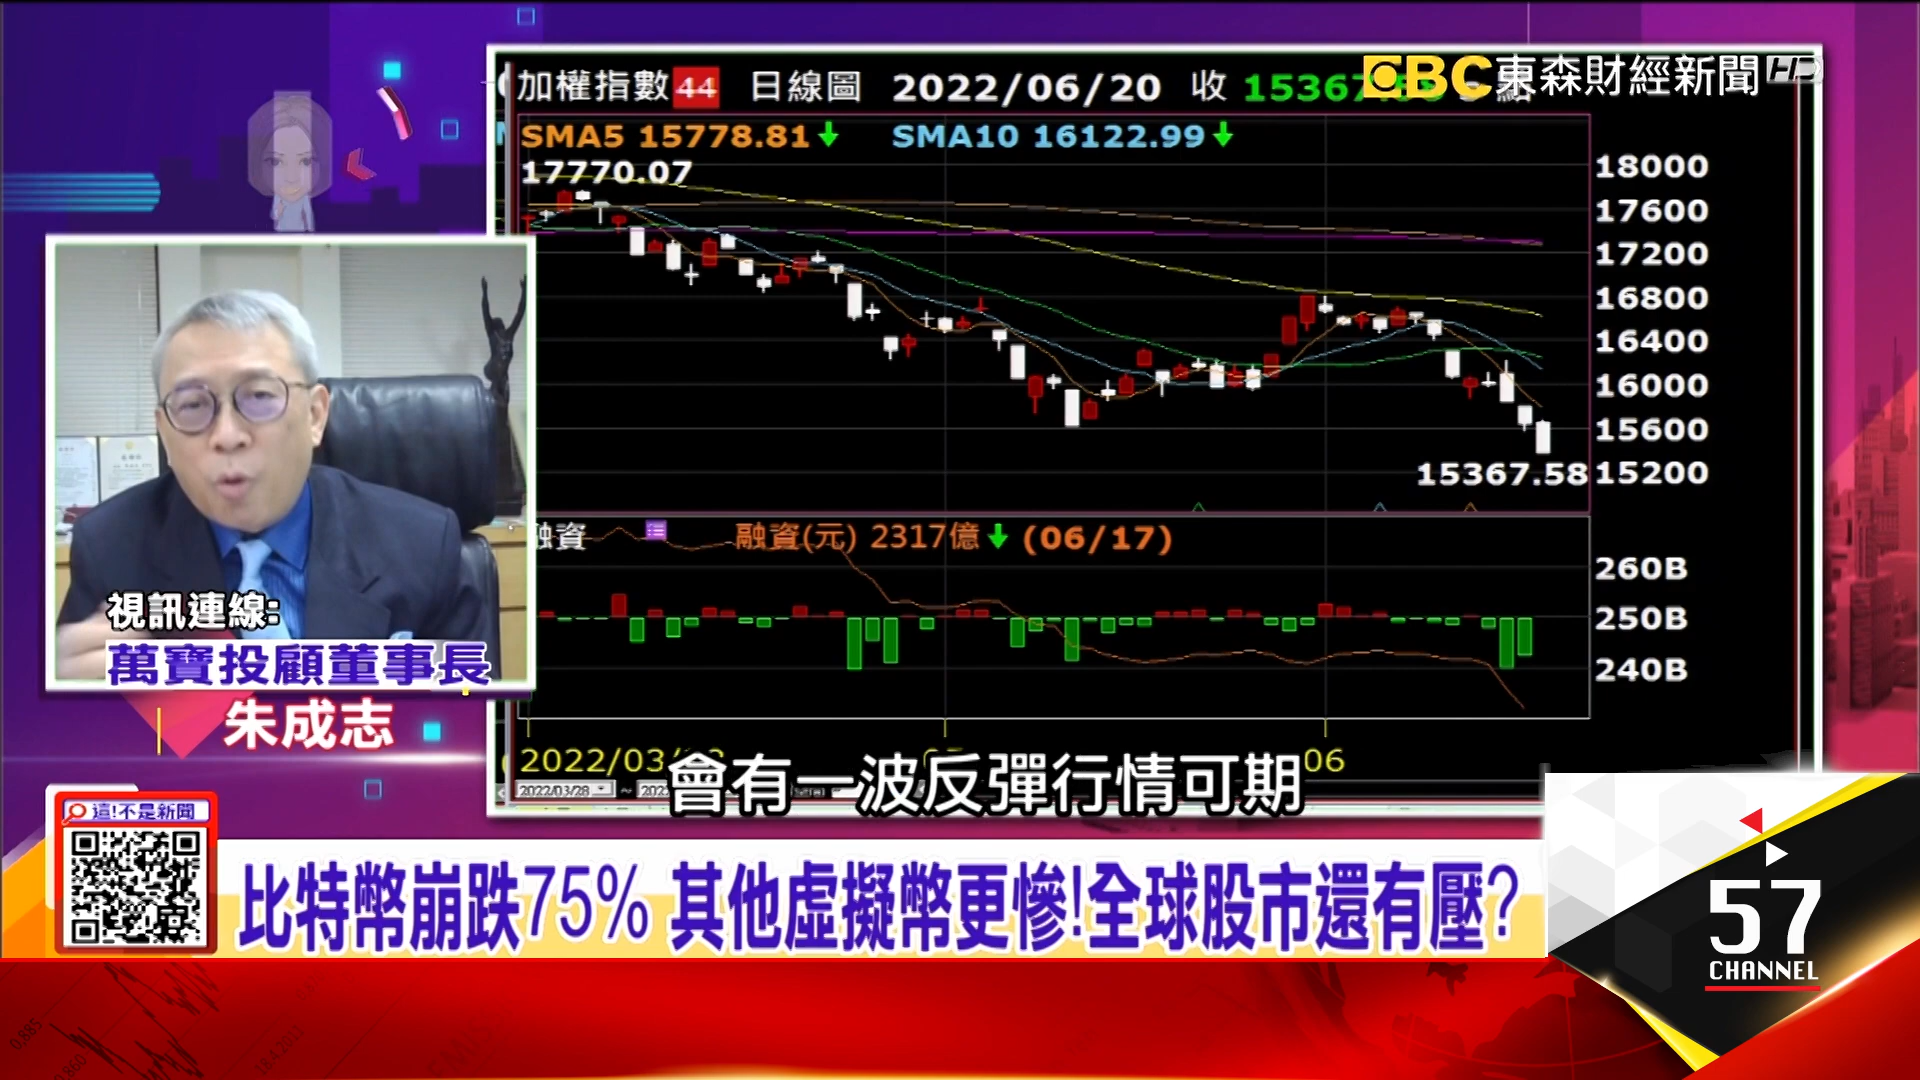 加權指數 44 日線圖 2022/06/20 收 15367
EBC 東森財經新聞 HD
SMA5 15778.81 SMA10 16122.99
17770.07
18000
17600
17200
16800
16400
16000
15600
15367.58
15200
融資 融資(元) 2317億 (06/17)
260B
250B
240B
2022/03
06
2022/03/28 ~ 202
視訊連線:
萬寶投顧董事長
朱成志
會有一波反彈行情可期
這!不是新聞
比特幣崩跌75% 其他虛擬幣更慘!全球股市還有壓?
57
CHANNEL